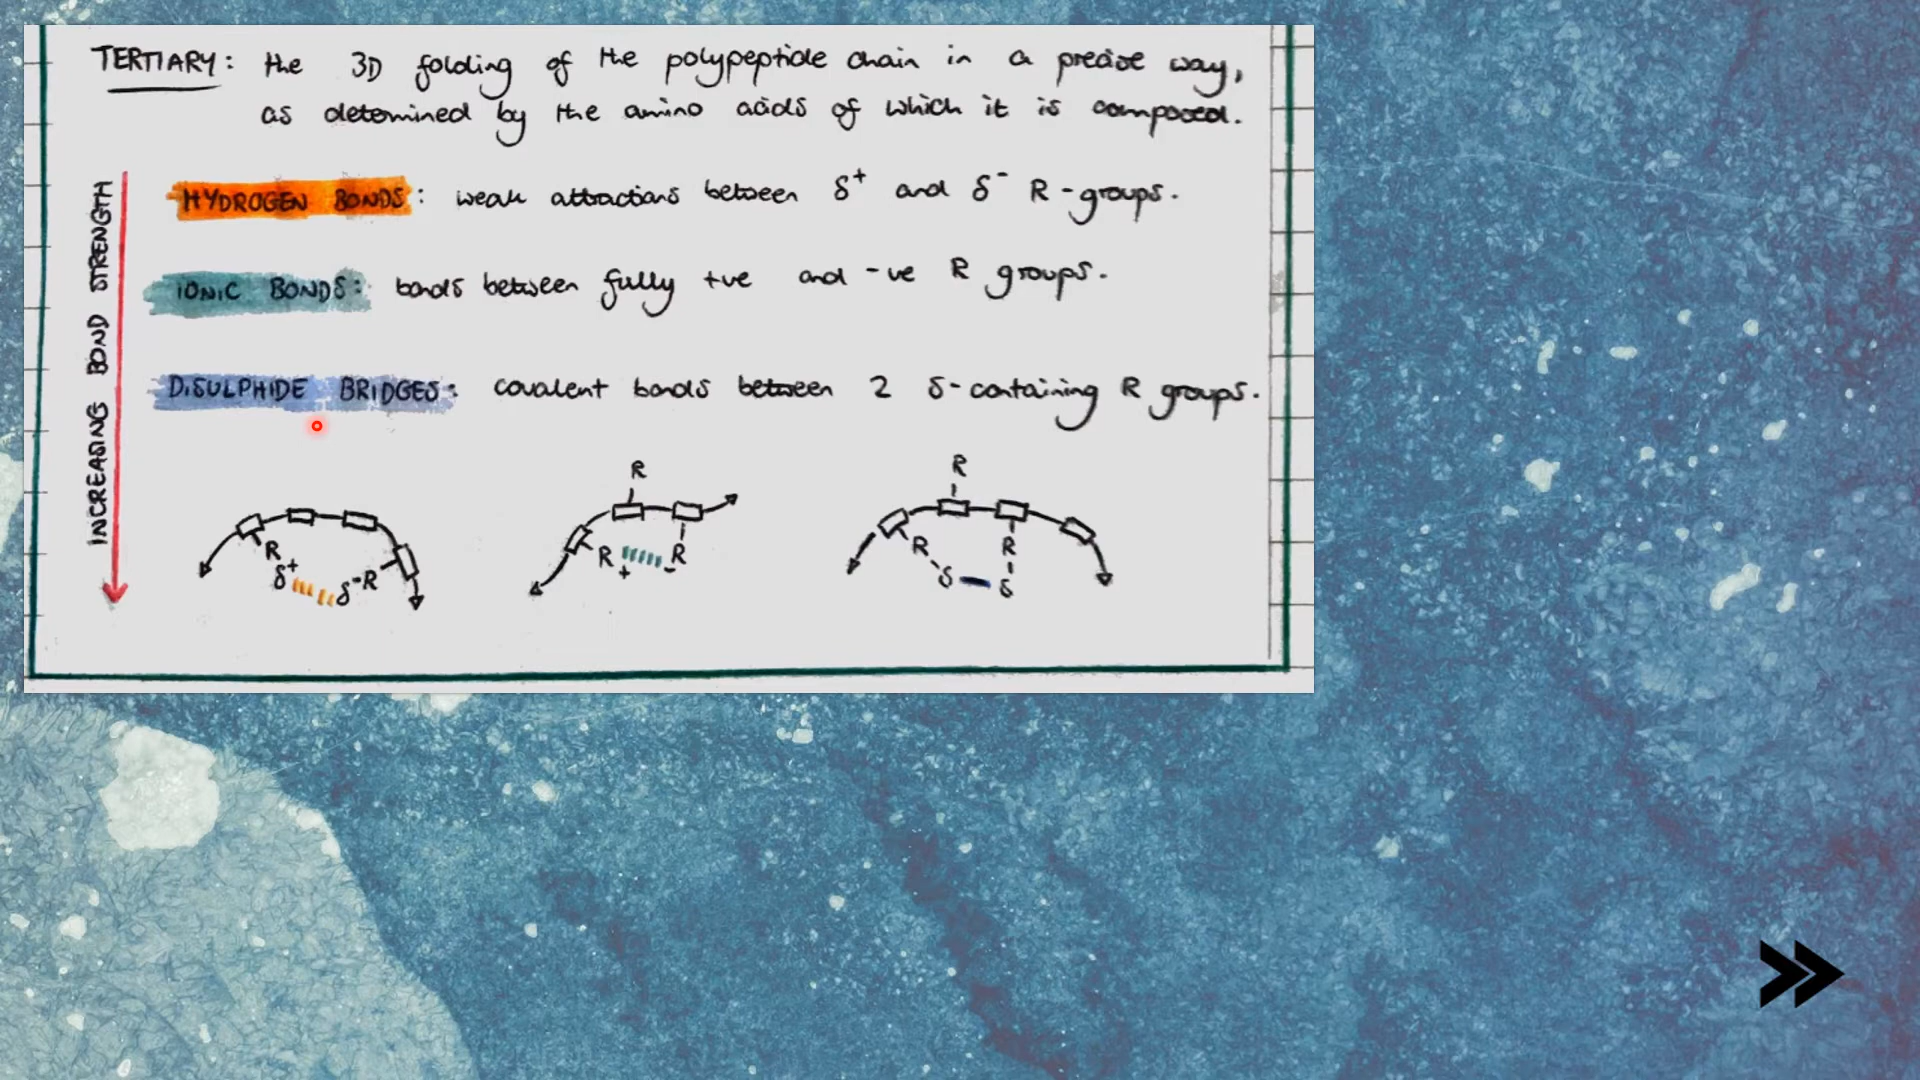 TERTIARY: the 3D folding of the polypeptide chain in a precise way,
as determined by the amino acids of which it is composed.
INCREASING BOND STRENGTH
HYDROGEN BONDS: weak attractions between δ+ and δ- R-groups.
IONIC BONDS: bonds between fully +ve and -ve R groups.
DISULPHIDE BRIDGES: covalent bonds between 2 S-containing R groups.
R R
R δ+ δ- R
R + R -
R R
S S